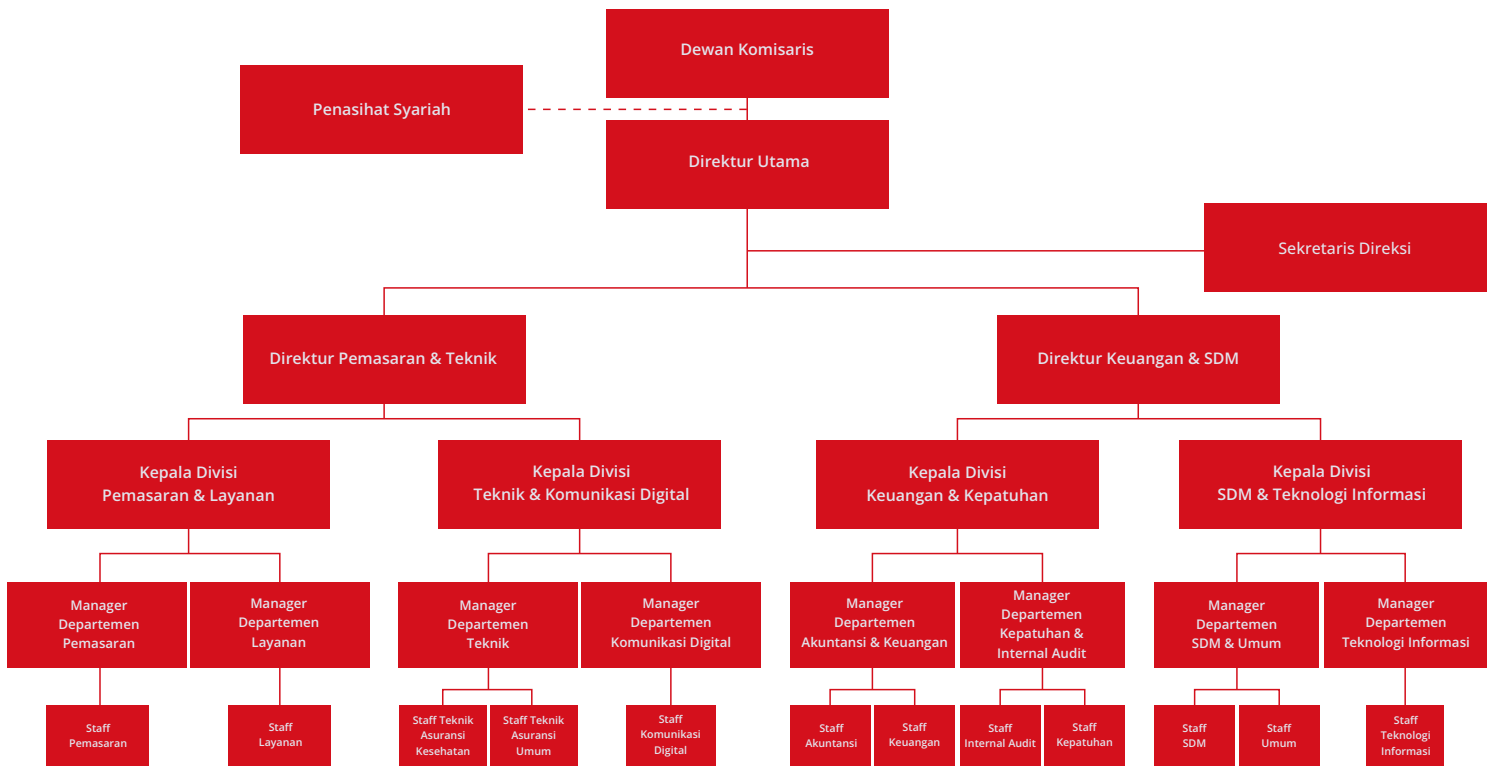 Dewan Komisaris
Penasihat Syariah
Direktur Utama
Sekretaris Direksi
Direktur Pemasaran & Teknik
Direktur Keuangan & SDM
Kepala Divisi
Pemasaran & Layanan
Kepala Divisi
Teknik & Komunikasi Digital
Kepala Divisi
Keuangan & Kepatuhan
Kepala Divisi
SDM & Teknologi Informasi
Manager
Departemen
Pemasaran
Manager
Departemen
Layanan
Manager
Departemen
Teknik
Manager
Departemen
Komunikasi Digital
Manager
Departemen
Akuntansi & Keuangan
Manager
Departemen
Kepatuhan &
Internal Audit
Manager
Departemen
SDM & Umum
Manager
Departemen
Teknologi Informasi
Staff
Pemasaran
Staff
Layanan
Staff Teknik
Asuransi
Kesehatan
Staff Teknik
Asuransi
Umum
Staff
Komunikasi
Digital
Staff
Akuntansi
Staff
Keuangan
Staff
Internal Audit
Staff
Kepatuhan
Staff
SDM
Staff
Umum
Staff
Teknologi
Informasi